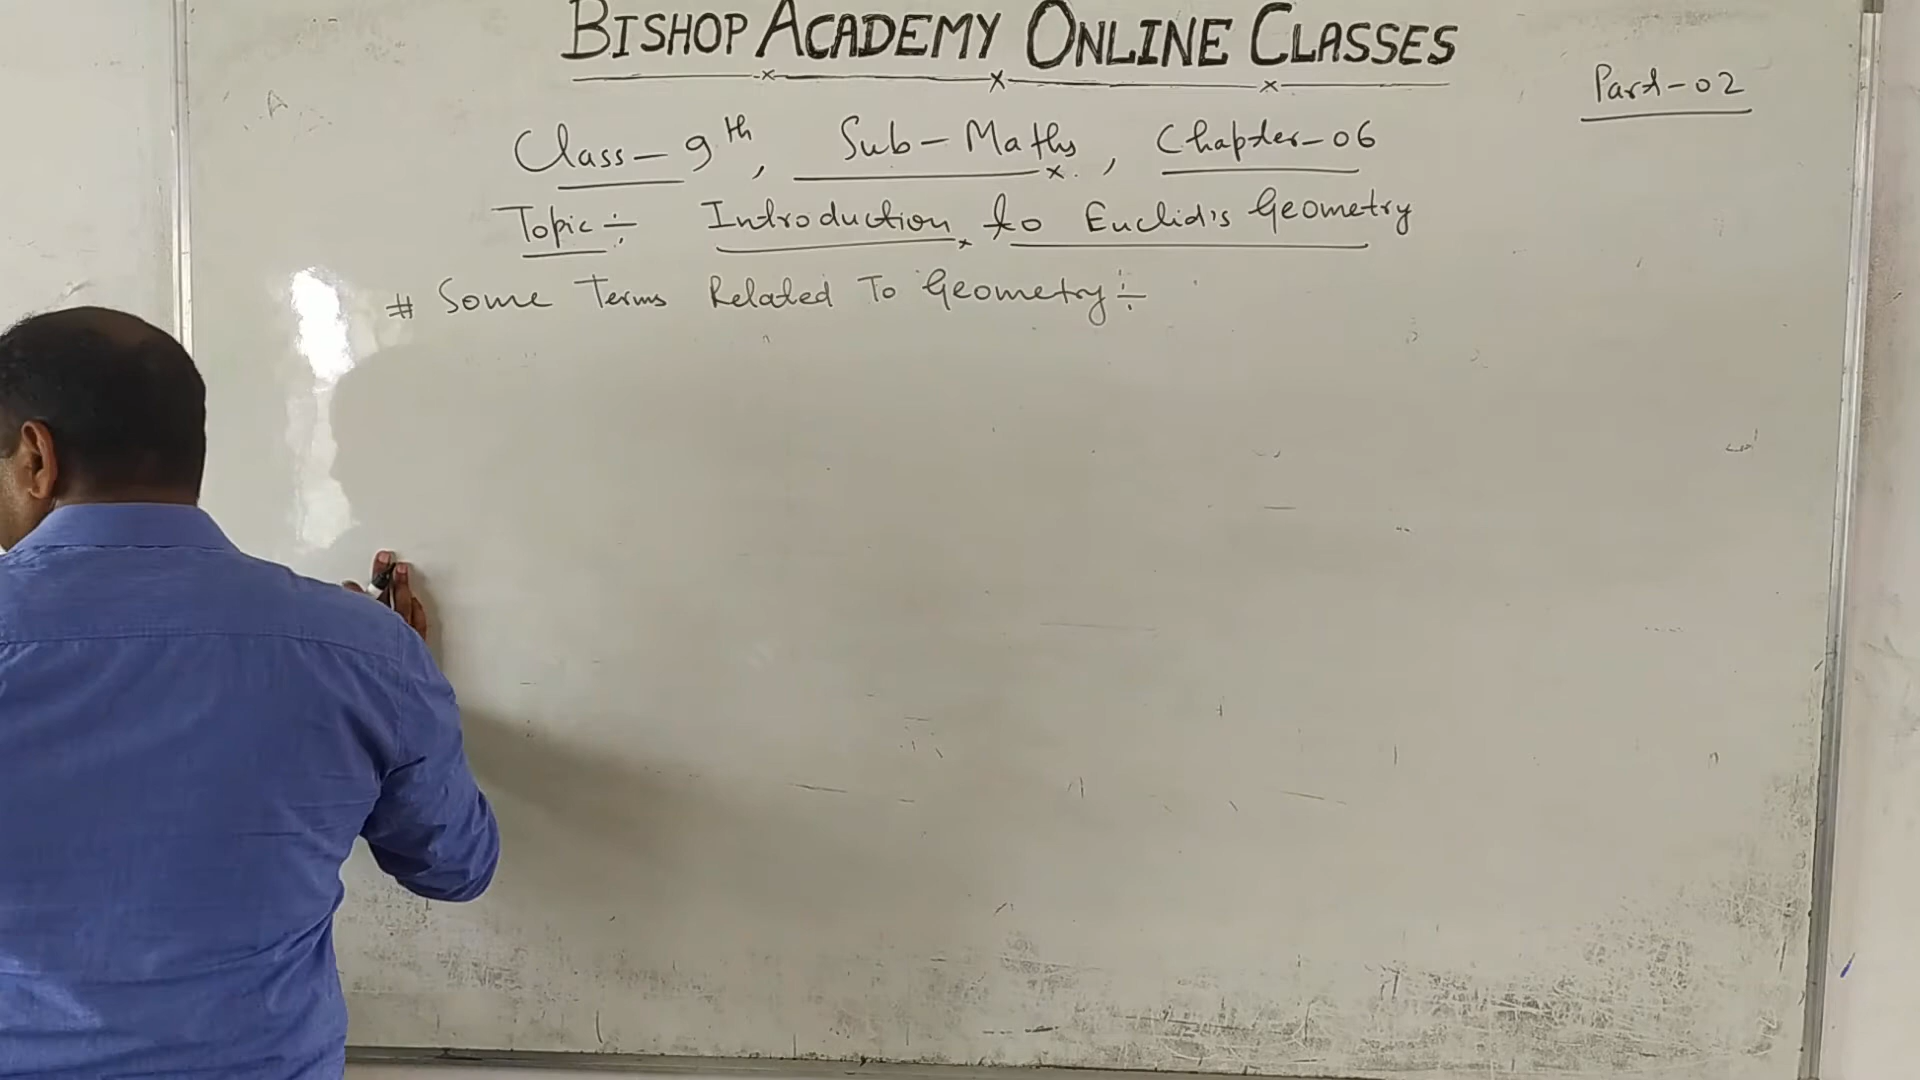 BISHOP ACADEMY ONLINE CLASSES
Part-02
Class-9th, Sub-Maths, Chapter-06
Topic÷ Introduction to Euclid's Geometry
# Some Terms Related To Geometry÷